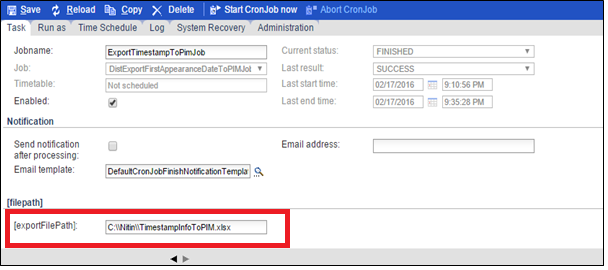 Save Reload Copy Delete Start CronJob now Abort CronJob
Task Run as Time Schedule Log System Recovery Administration
Jobname: ExportTimestampToPimJob Current status: FINISHED
Job: DistExportFirstAppearanceDateToPIMJob Last result: SUCCESS
Timetable: Not scheduled Last start time: 02/17/2016 9:10:56 PM
Enabled: Last end time: 02/17/2016 9:35:28 PM
Notification
Send notification after processing: Email address:
Email template: DefaultCronJobFinishNotificationTempla
[filepath]
[exportFilePath]: C:\\Nitin\\TimestampInfoToPIM.xlsx